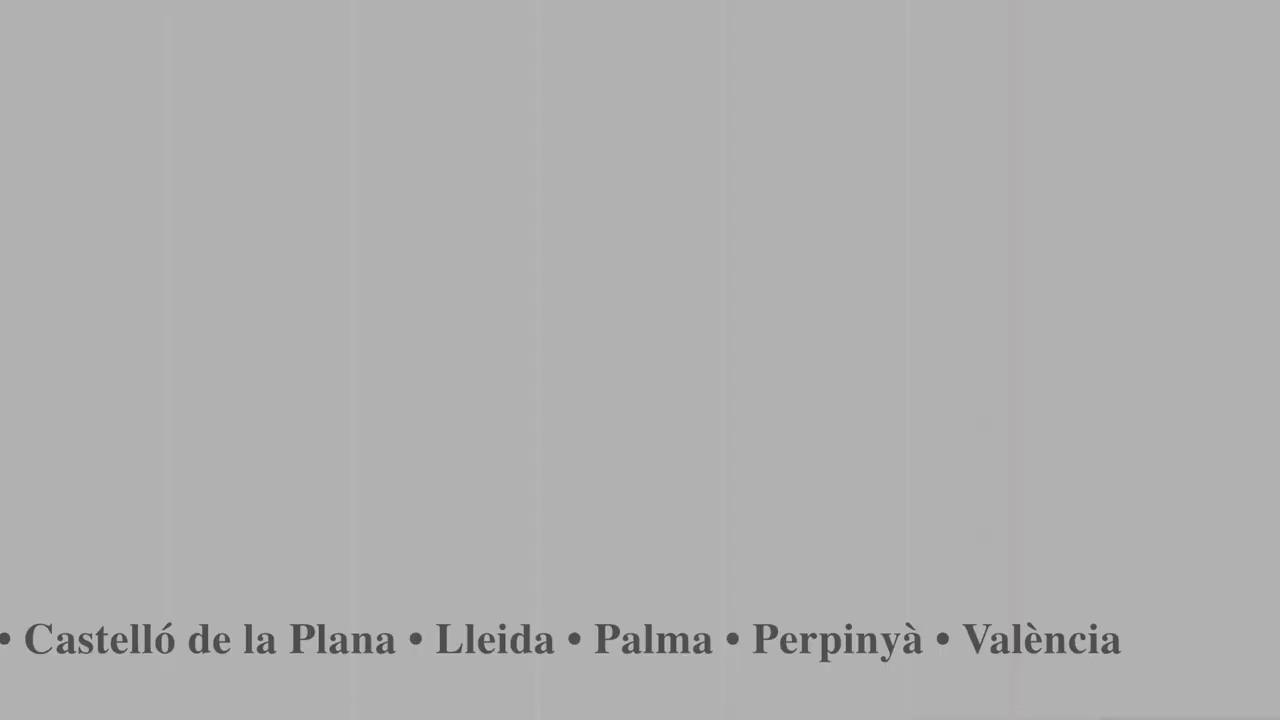 • Castelló de la Plana • Lleida • Palma • Perpinyà • València